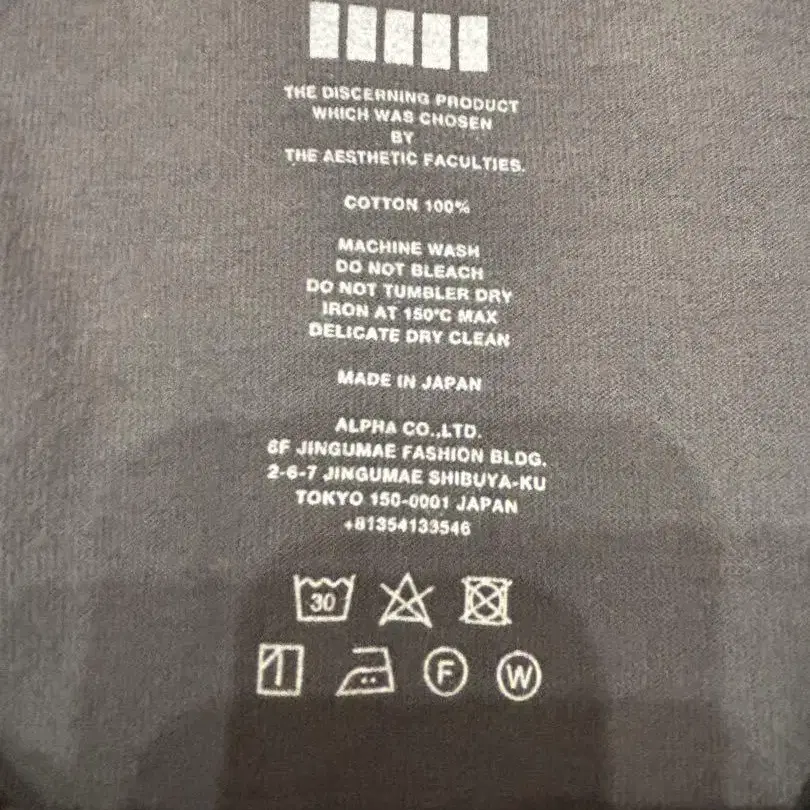 THE DISCERNING PRODUCT
WHICH WAS CHOSEN
BY
THE AESTHETIC FACULTIES.
COTTON 100%
MACHINE WASH
DO NOT BLEACH
DO NOT TUMBLER DRY
IRON AT 150°C MAX
DELICATE DRY CLEAN
MADE IN JAPAN
ALPHA CO.,LTD.
6F JINGUMAE FASHION BLDG.
2-6-7 JINGUMAE SHIBUYA-KU
TOKYO 150-0001 JAPAN
+81354133546
30
F W